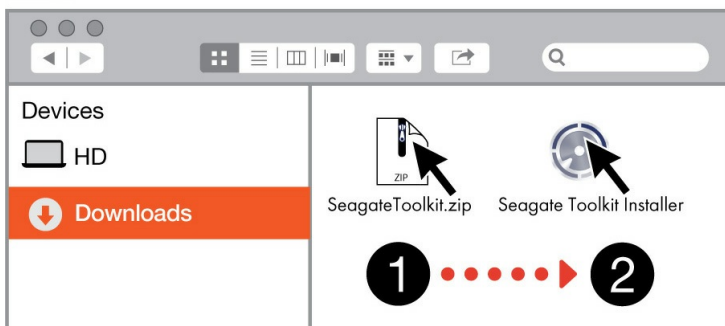 Devices
HD
Downloads
ZIP
SeagateToolkit.zip
Seagate Toolkit Installer
1
2